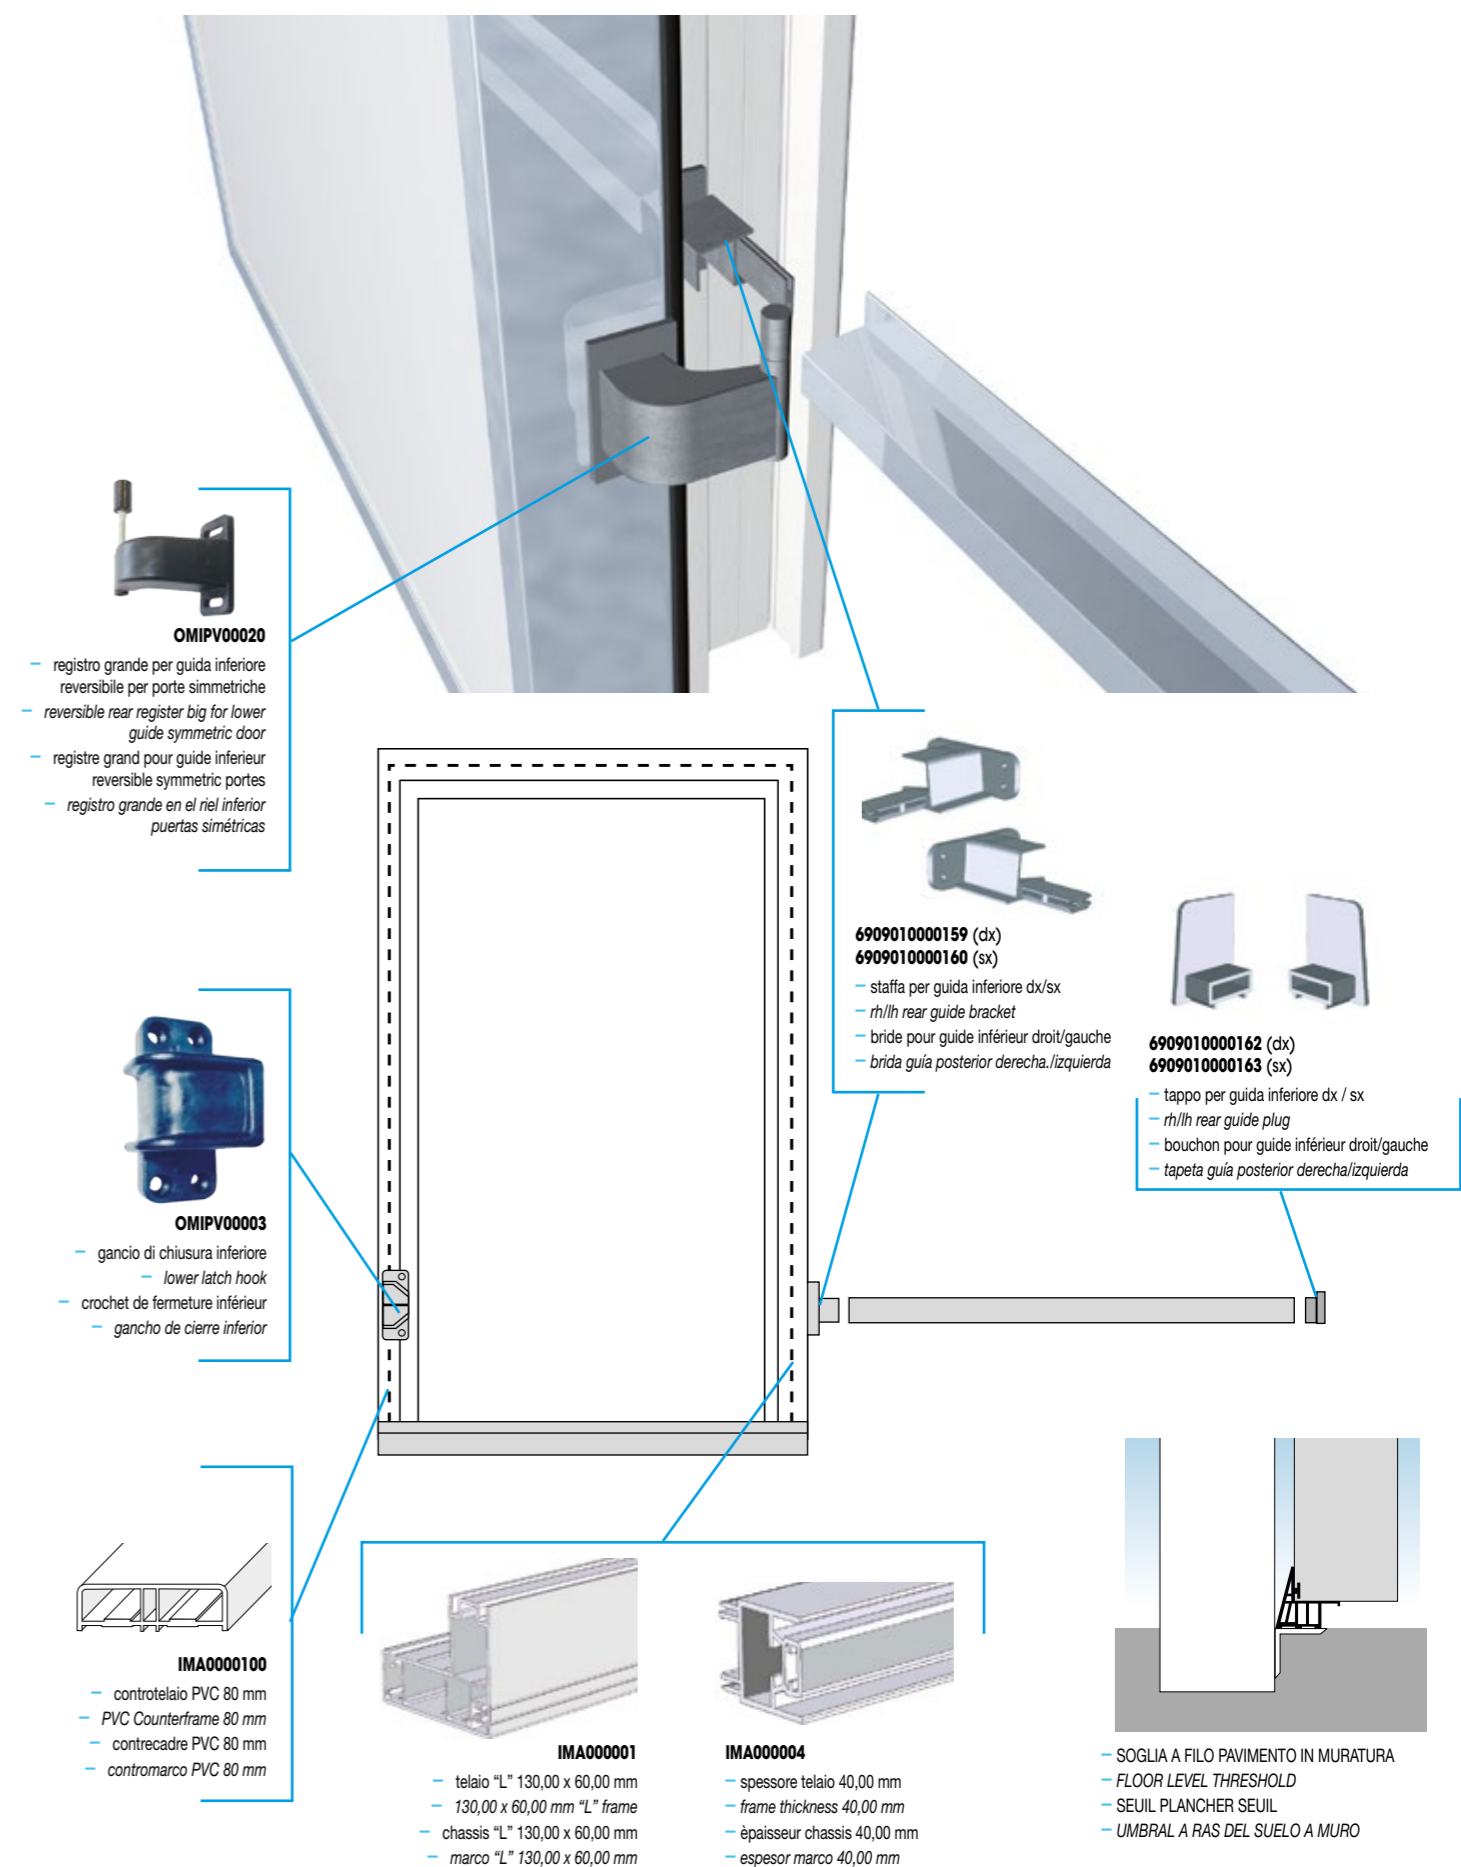 OMIPV00020
– registro grande per guida inferiore
reversibile per porte simmetriche
– reversible rear register big for lower
guide symmetric door
– registre grand pour guide inferieur
reversible symmetric portes
– registro grande en el riel inferior
puertas simétricas
6909010000159 (dx)
6909010000160 (sx)
– staffa per guida inferiore dx/sx
– rh/lh rear guide bracket
– bride pour guide inférieur droit/gauche
– brida guía posterior derecha./izquierda
6909010000162 (dx)
6909010000163 (sx)
– tappo per guida inferiore dx / sx
– rh/lh rear guide plug
– bouchon pour guide inférieur droit/gauche
– tapeta guía posterior derecha/izquierda
OMIPV00003
– gancio di chiusura inferiore
– lower latch hook
– crochet de fermeture inférieur
– gancho de cierre inferior
IMA0000100
– controtelaio PVC 80 mm
– PVC Counterframe 80 mm
– contrecadre PVC 80 mm
– contromarco PVC 80 mm
IMA000001
– telaio “L” 130,00 x 60,00 mm
– 130,00 x 60,00 mm “L” frame
– chassis “L” 130,00 x 60,00 mm
– marco “L” 130,00 x 60,00 mm
IMA000004
– spessore telaio 40,00 mm
– frame thickness 40,00 mm
– èpaisseur chassis 40,00 mm
– espesor marco 40,00 mm
– SOGLIA A FILO PAVIMENTO IN MURATURA
– FLOOR LEVEL THRESHOLD
– SEUIL PLANCHER SEUIL
– UMBRAL A RAS DEL SUELO A MURO